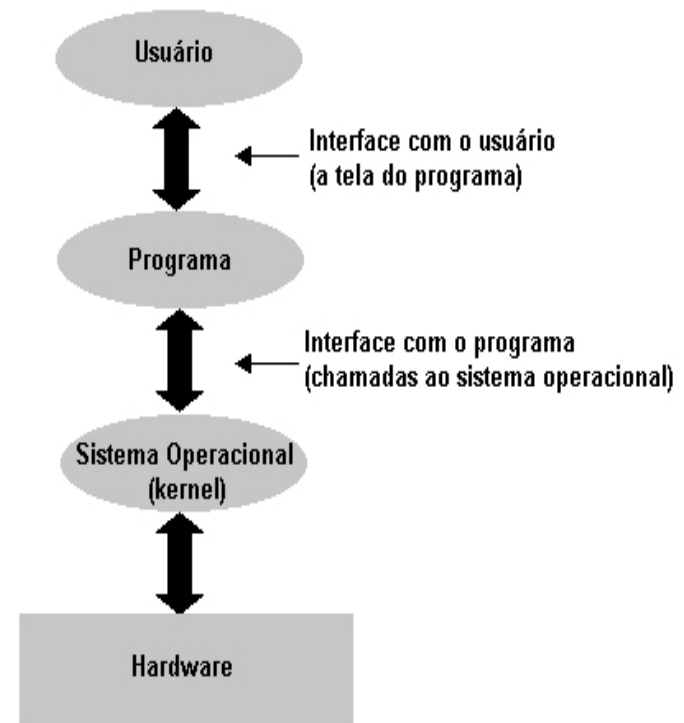 Usuário
Interface com o usuário
(a tela do programa)
Programa
Interface com o programa
(chamadas ao sistema operacional)
Sistema Operacional
(kernel)
Hardware